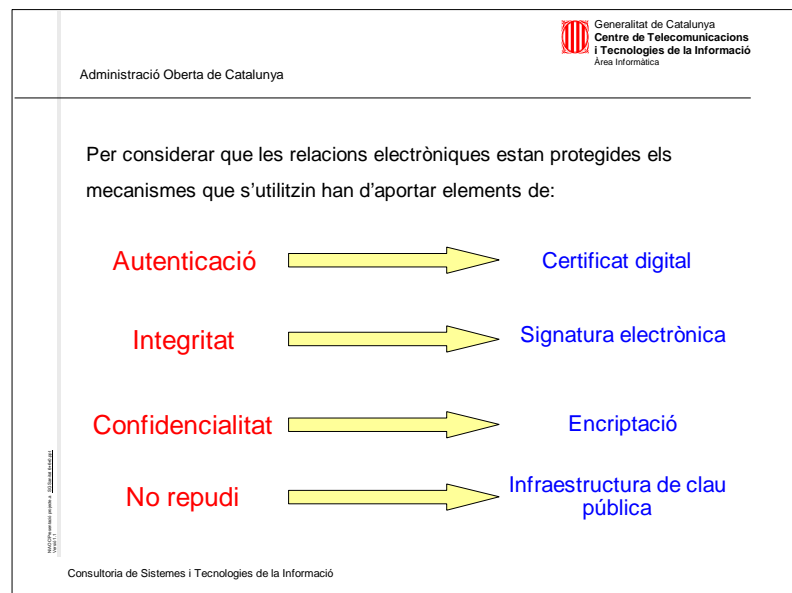 Generalitat de Catalunya
Centre de Telecomunicacions
i Tecnologies de la Informació
Àrea Informàtica
Administració Oberta de Catalunya
Per considerar que les relacions electròniques estan protegides els
mecanismes que s'utilitzin han d'aportar elements de:
Autenticació
Certificat digital
Integritat
Signatura electrònica
Confidencialitat
Encriptació
No repudi
Infraestructura de clau
pública
Consultoria de Sistemes i Tecnologies de la Informació